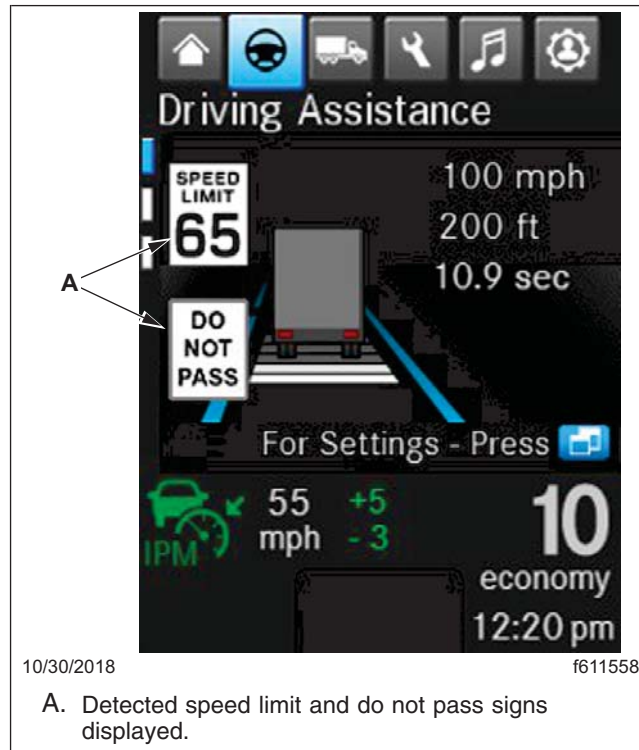 Driving Assistance
SPEED
LIMIT
65
100 mph
200 ft
10.9 sec
A
DO
NOT
PASS
For Settings - Press
IPM
55
mph
+5
- 3
10
economy
12:20 pm
10/30/2018
f611558
A. Detected speed limit and do not pass signs
displayed.